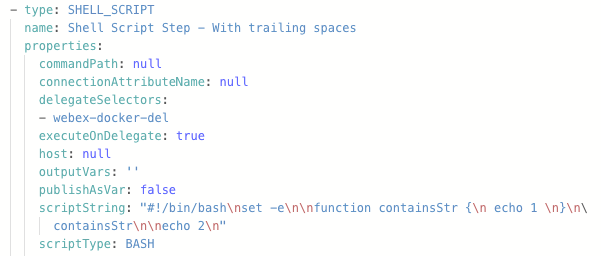 - type: SHELL_SCRIPT
name: Shell Script Step - With trailing spaces
properties:
commandPath: null
connectionAttributeName: null
delegateSelectors:
- webex-docker-del
executeOnDelegate: true
host: null
outputVars: ''
publishAsVar: false
scriptString: "#!/bin/bash\nset -e\n\nfunction containsStr {\n echo 1 \n}\n\
containsStr\n\necho 2\n"
scriptType: BASH